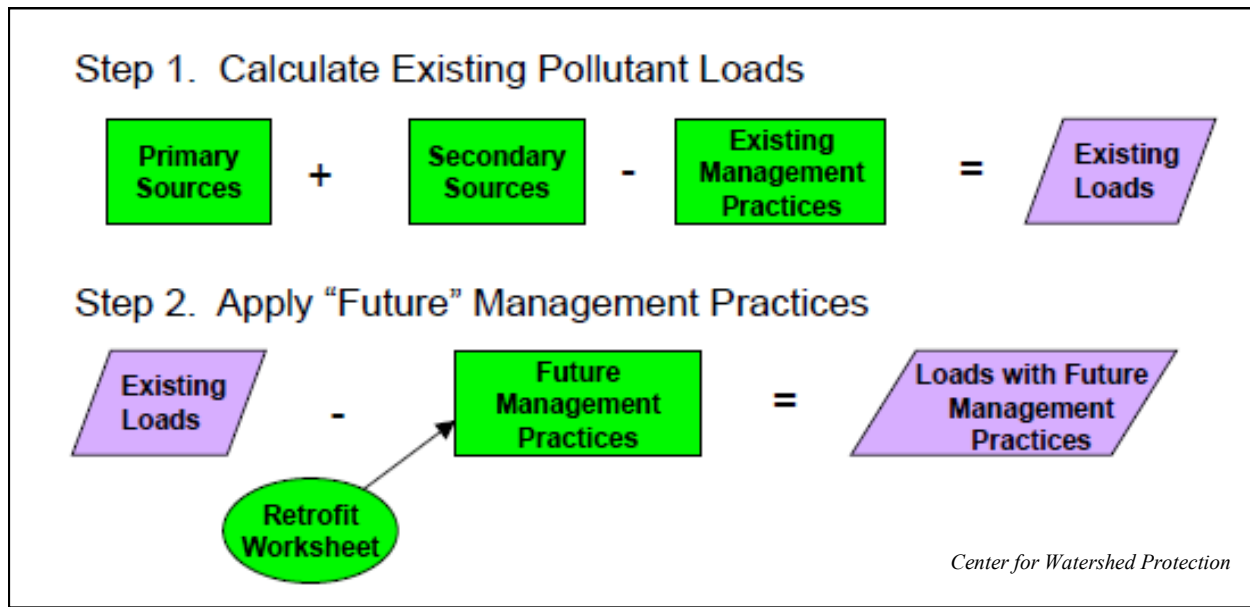 Step 1. Calculate Existing Pollutant Loads
Primary
Sources
+
Secondary
Sources
-
Existing
Management
Practices
=
Existing
Loads
Step 2. Apply “Future” Management Practices
Existing
Loads
-
Future
Management
Practices
=
Loads with Future
Management
Practices
Retrofit
Worksheet
Center for Watershed Protection